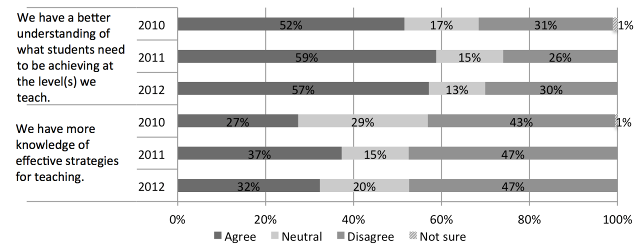 We have a better
understanding of
what students need
to be achieving at
the level(s) we
teach.
2010 52% 17% 31% 1%
2011 59% 15% 26%
2012 57% 13% 30%
We have more
knowledge of
effective strategies
for teaching.
2010 27% 29% 43% 1%
2011 37% 15% 47%
2012 32% 20% 47%
0% 20% 40% 60% 80% 100%
Agree Neutral Disagree Not sure